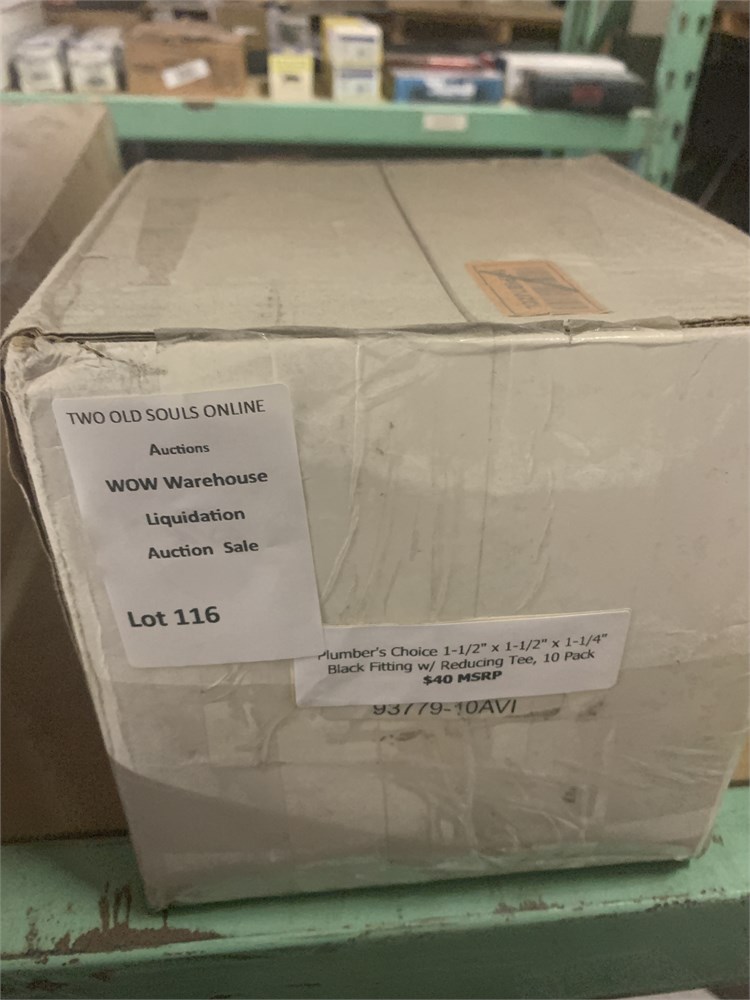 TWO OLD SOULS ONLINE
Auctions
WOW Warehouse
Liquidation
Auction Sale
Lot 116
Plumber's Choice 1-1/2" x 1-1/2" x 1-1/4"
Black Fitting w/ Reducing Tee, 10 Pack
$40 MSRP
93779-10AVI